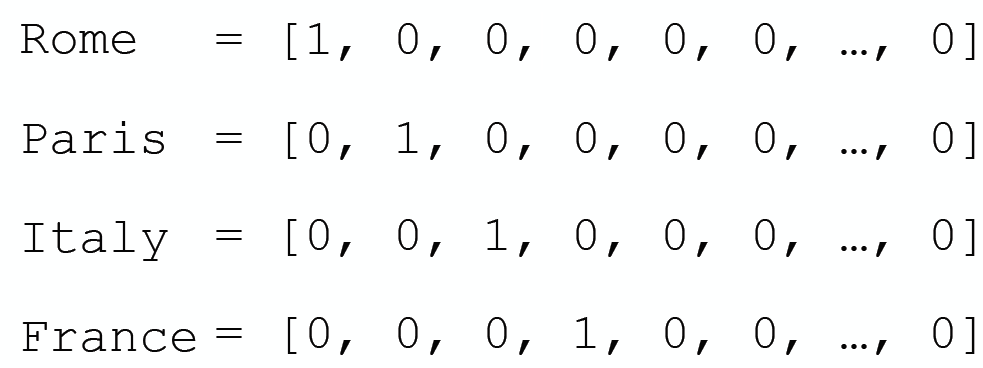 Rome = [1, 0, 0, 0, 0, 0, …, 0]
Paris = [0, 1, 0, 0, 0, 0, …, 0]
Italy = [0, 0, 1, 0, 0, 0, …, 0]
France = [0, 0, 0, 1, 0, 0, …, 0]